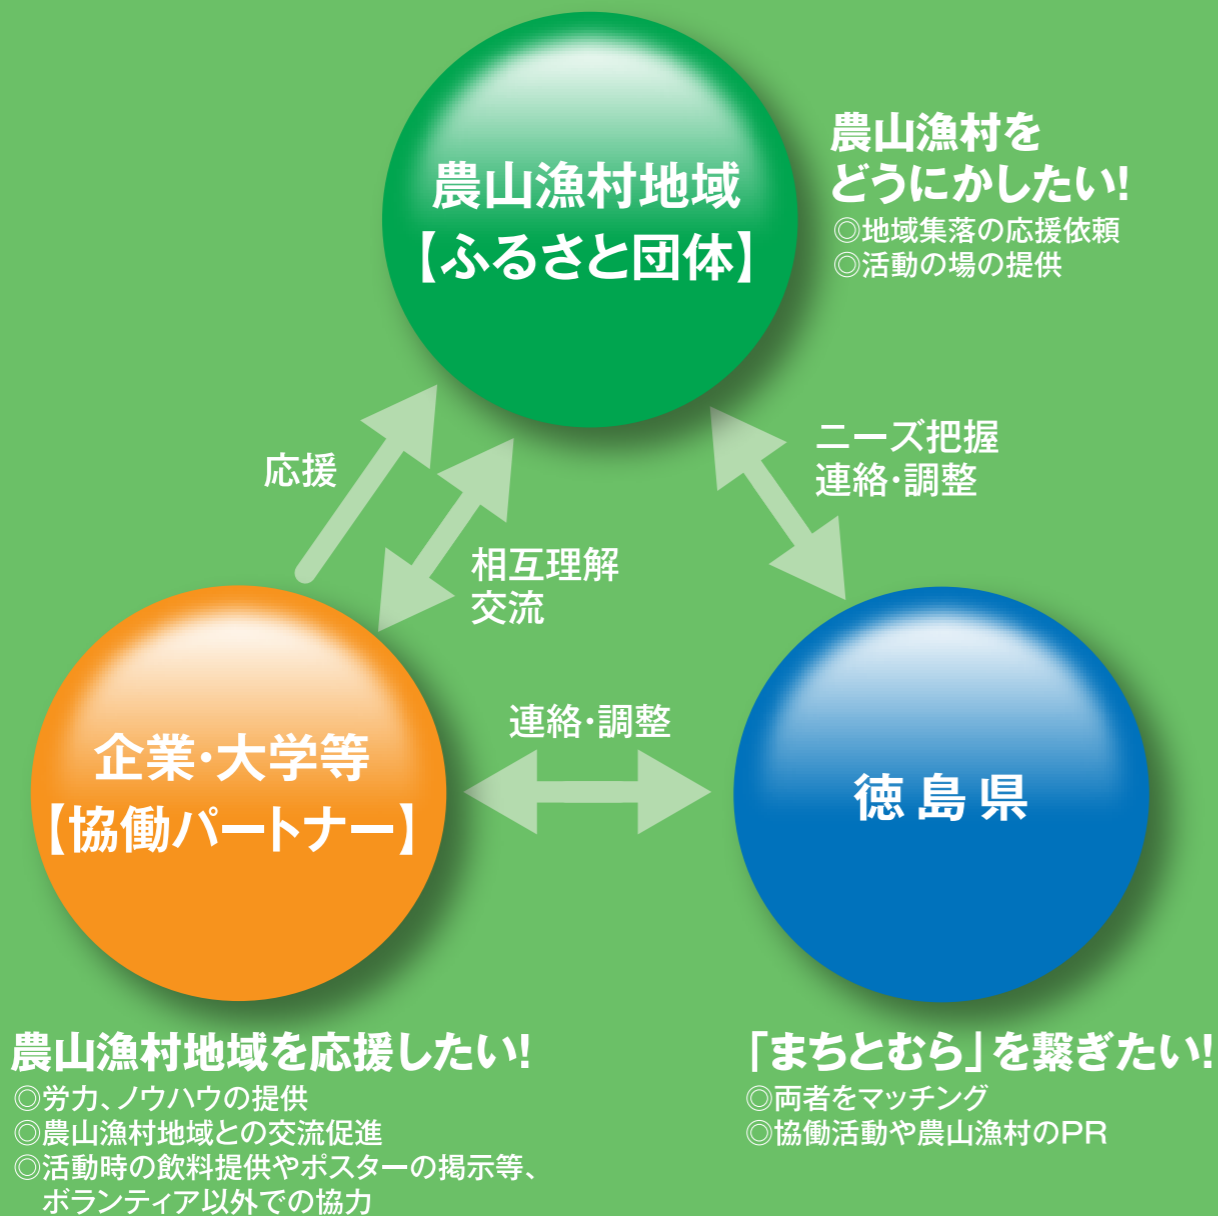 農山漁村地域
【ふるさと団体】
農山漁村を
どうにかしたい!
◎地域集落の応援依頼
◎活動の場の提供
応援
相互理解
交流
ニーズ把握
連絡・調整
企業・大学等
【協働パートナー】
連絡・調整
徳島県
農山漁村地域を応援したい!
◎労力、ノウハウの提供
◎農山漁村地域との交流促進
◎活動時の飲料提供やポスターの掲示等、
ボランティア以外での協力
「まちとむら」を繋ぎたい!
◎両者をマッチング
◎協働活動や農山漁村のPR